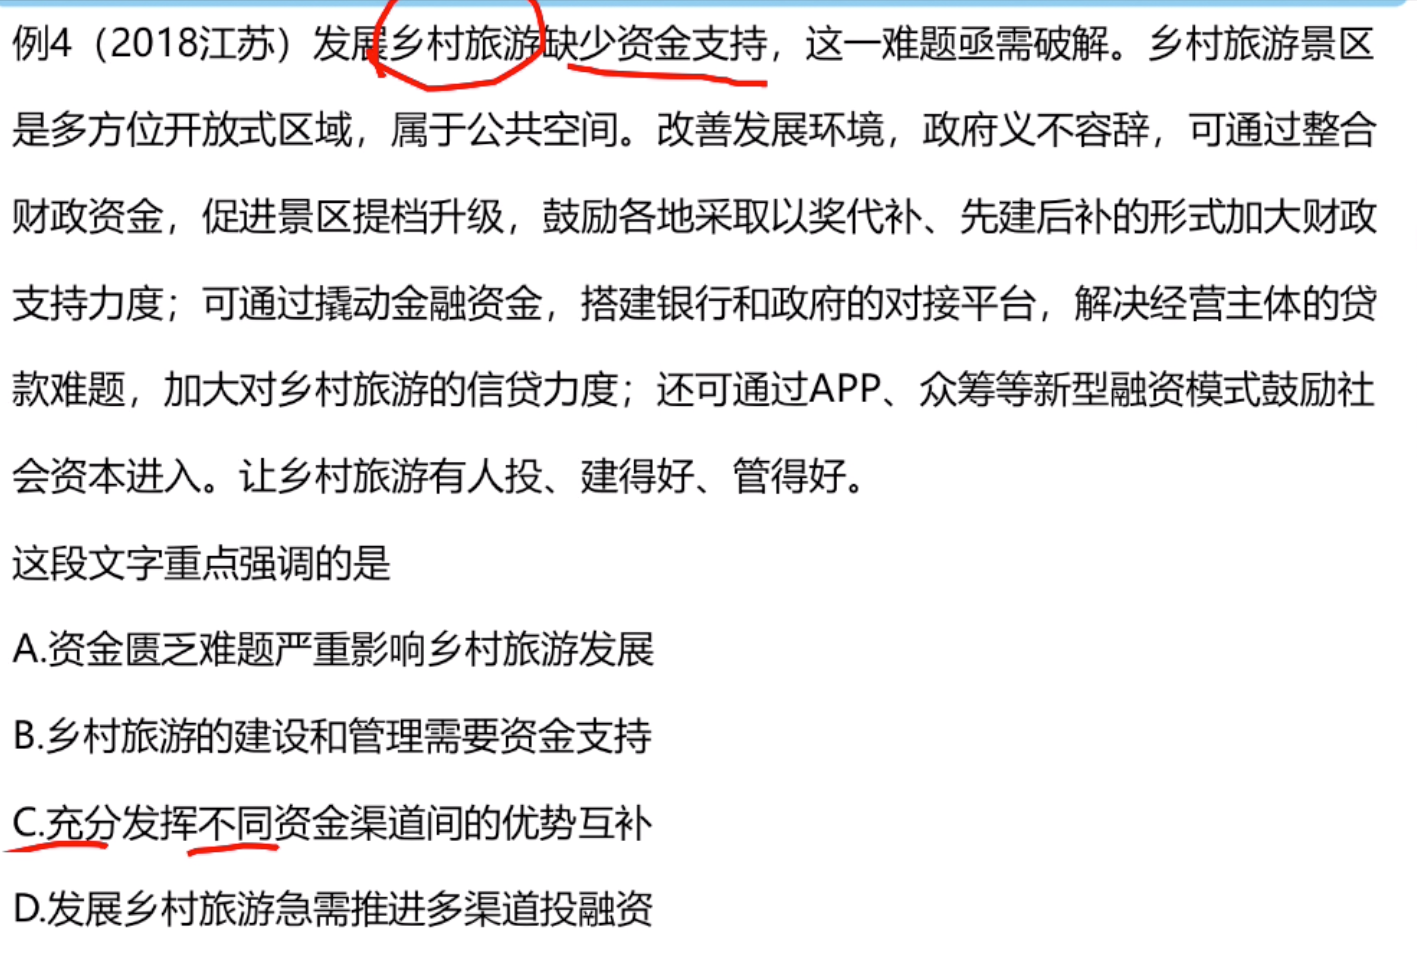 例4（2018江苏）发展乡村旅游缺少资金支持，这一难题亟需破解。乡村旅游景区
是多方位开放式区域，属于公共空间。改善发展环境，政府义不容辞，可通过整合
财政资金，促进景区提档升级，鼓励各地采取以奖代补、先建后补的形式加大财政
支持力度；可通过撬动金融资金，搭建银行和政府的对接平台，解决经营主体的贷
款难题，加大对乡村旅游的信贷力度；还可通过APP、众筹等新型融资模式鼓励社
会资本进入。让乡村旅游有人投、建得好、管得好。
这段文字重点强调的是
A.资金匮乏难题严重影响乡村旅游发展
B.乡村旅游的建设和管理需要资金支持
C.充分发挥不同资金渠道间的优势互补
D.发展乡村旅游急需推进多渠道投融资